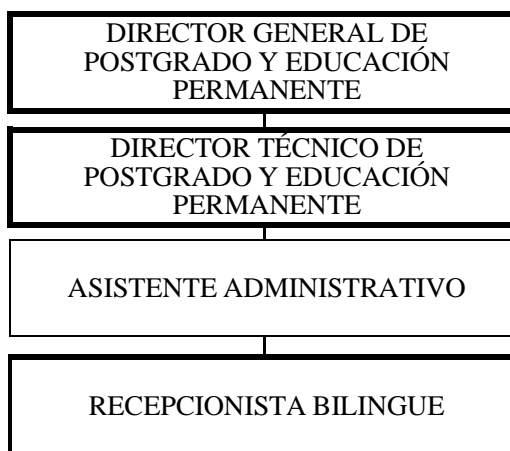 DIRECTOR GENERAL DE
POSTGRADO Y EDUCACIÓN
PERMANENTE
DIRECTOR TÉCNICO DE
POSTGRADO Y EDUCACIÓN
PERMANENTE
ASISTENTE ADMINISTRATIVO
RECEPCIONISTA BILINGUE